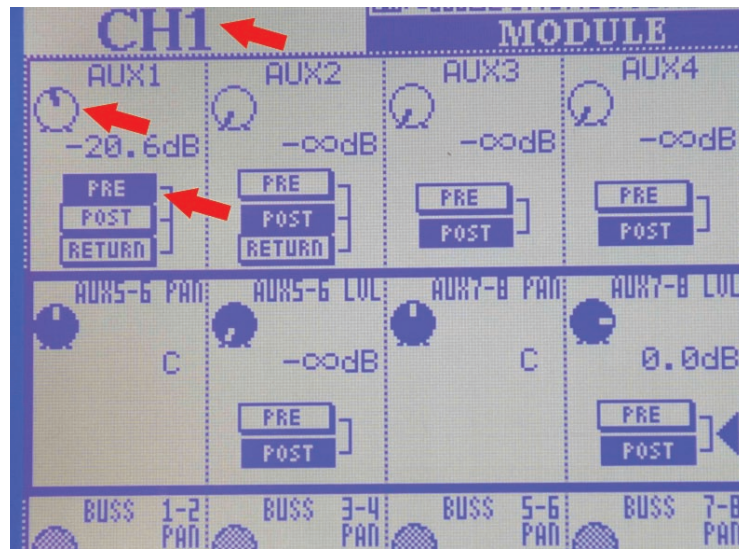 CH1
MODULE
AUX1 AUX2 AUX3 AUX4
-20.6dB -∞dB -∞dB -∞dB
PRE PRE PRE PRE
POST POST POST POST
RETURN RETURN
AUX5-6 PAN AUX5-6 LVL AUX7-8 PAN AUX7-8 LVL
C -∞dB C 0.0dB
PRE PRE
POST POST
BUSS 1-2 BUSS 3-4 BUSS 5-6 BUSS 7-8
PAN PAN PAN PAN